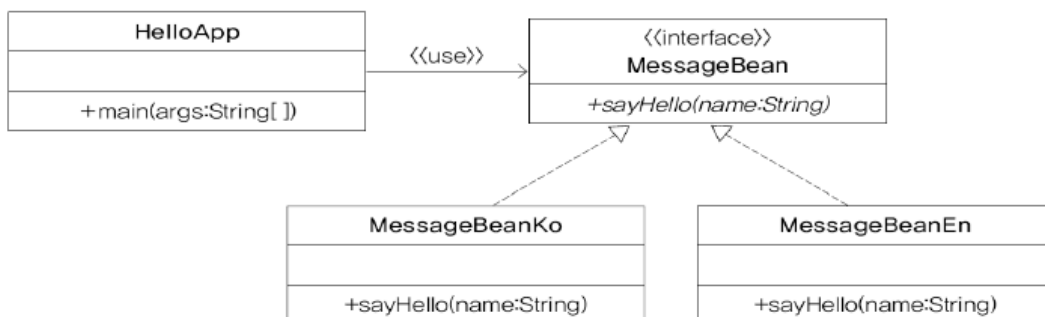 HelloApp
+main(args:String[ ])
《use》
《interface》
MessageBean
+sayHello(name:String)
MessageBeanKo
+sayHello(name:String)
MessageBeanEn
+sayHello(name:String)